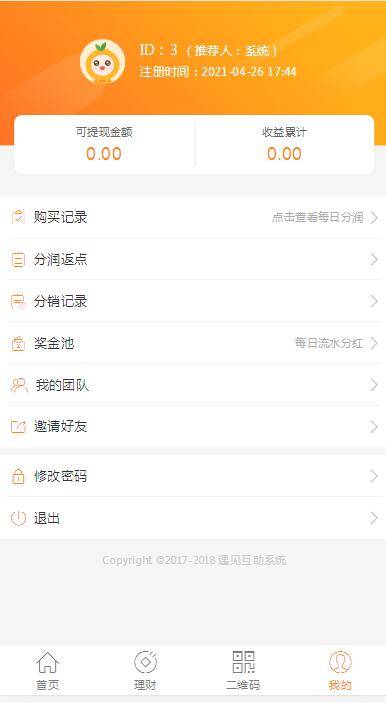 ID：3（推荐人：系统）
注册时间：2021-04-26 17:44
可提现金额 收益累计
0.00 0.00
购买记录 点击查看每日分润
分润返点
分销记录
奖金池 每日流水分红
我的团队
邀请好友
修改密码
退出
Copyright ©2017-2018 遇见互助系统
首页 理财 二维码 我的